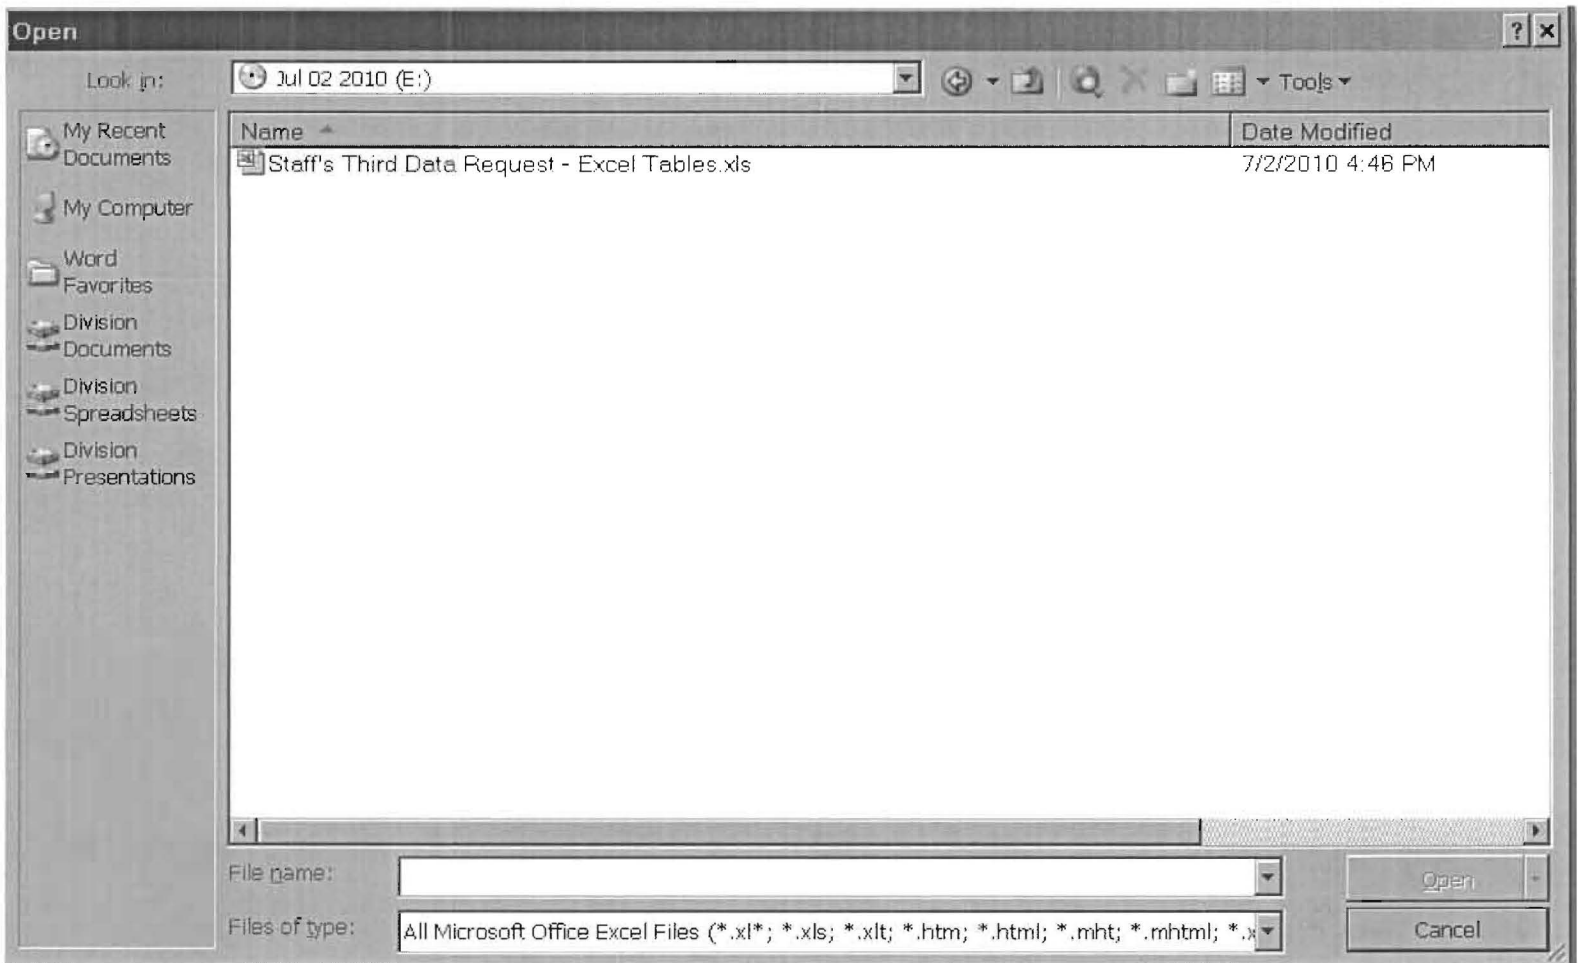 Open
Look in:
Jul 02 2010 (E:)
Tools
My Recent
Documents
My Computer
Word
Favorites
Division
Documents
Division
Spreadsheets
Division
Presentations
Name
Date Modified
Staff's Third Data Request - Excel Tables.xls
7/2/2010 4:46 PM
File name:
Open
Files of type:
All Microsoft Office Excel Files (*.xl*; *.xls; *.xlt; *.htm; *.html; *.mht; *.mhtml; *.x
Cancel